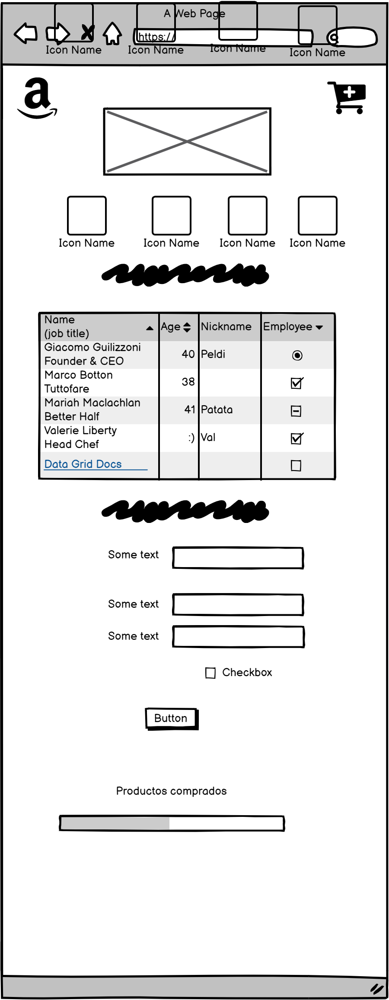 A Web Page
https://
Icon Name
Icon Name
Icon Name
Icon Name
a
Icon Name
Icon Name
Icon Name
Icon Name
Name
(job title)
Age
Nickname
Employee
Giacomo Guilizzoni
Founder & CEO
40
Peldi
Marco Botton
Tuttofare
38
Mariah Maclachlan
Better Half
41
Patata
Valerie Liberty
Head Chef
:)
Val
Data Grid Docs
Some text
Some text
Some text
Checkbox
Button
Productos comprados